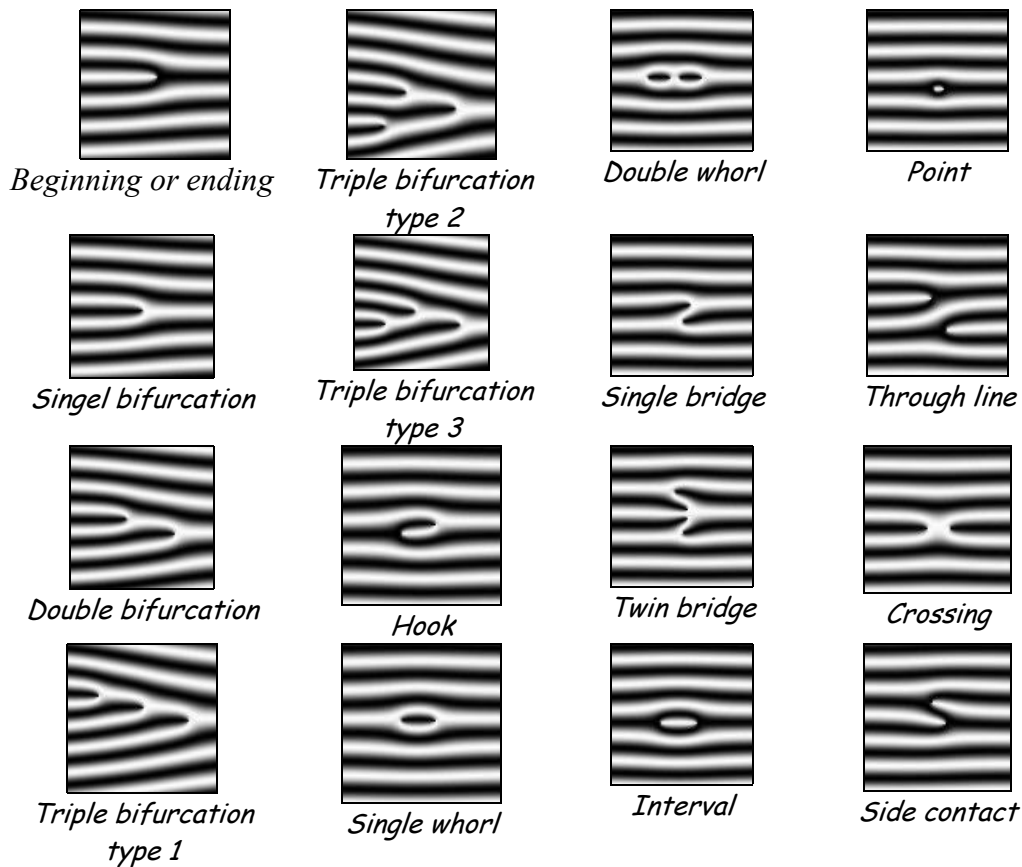 Beginning or ending
Triple bifurcation
type 2
Double whorl
Point
Singel bifurcation
Triple bifurcation
type 3
Single bridge
Through line
Double bifurcation
Hook
Twin bridge
Crossing
Triple bifurcation
type 1
Single whorl
Interval
Side contact